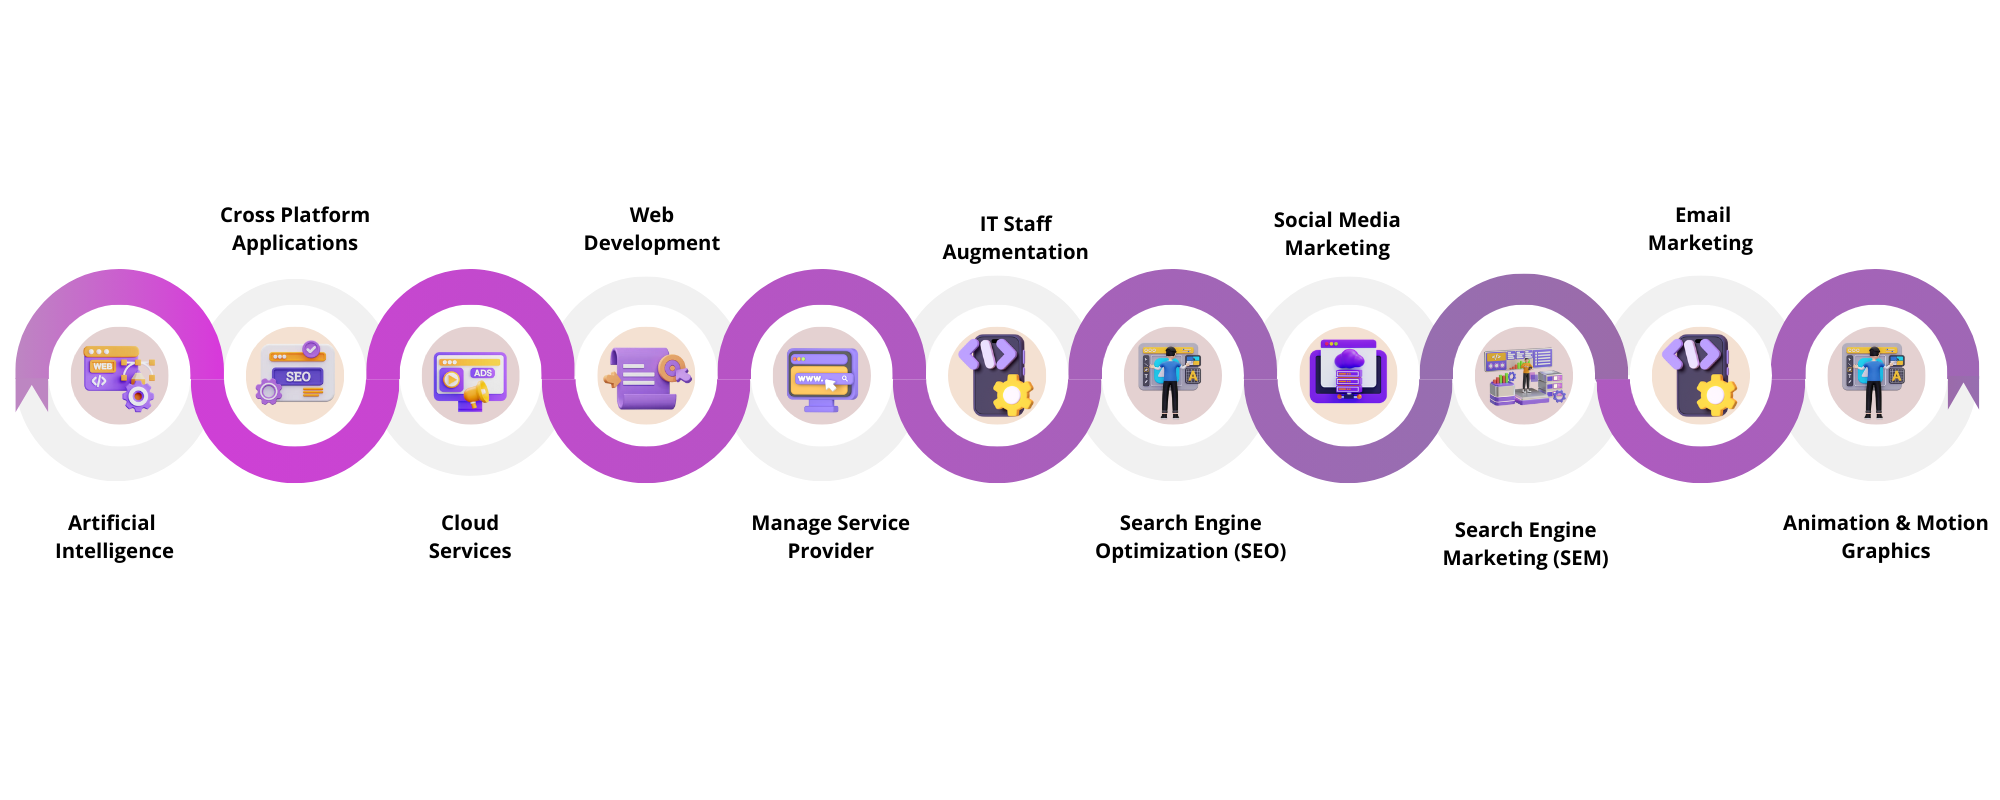 Cross Platform
Applications
Web
Development
IT Staff
Augmentation
Social Media
Marketing
Email
Marketing
WEB
</>
SEO
ADS
WWW.
A
A
Artificial
Intelligence
Cloud
Services
Manage Service
Provider
Search Engine
Optimization (SEO)
Search Engine
Marketing (SEM)
Animation & Motion
Graphics